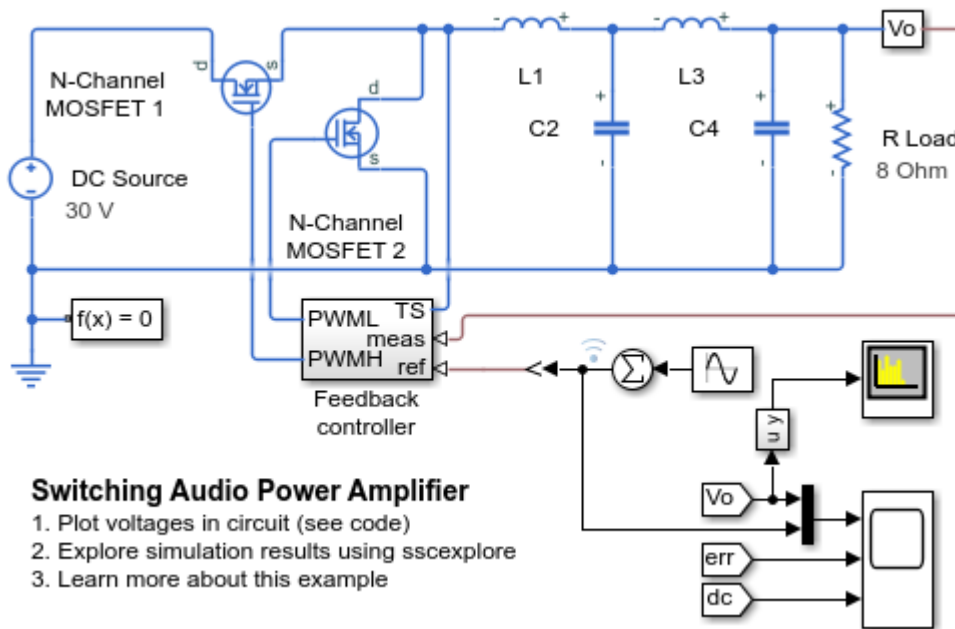 - +
- +
Vo
d
s
N-Channel
MOSFET 1
d
s
L1
L3
+
C2
-
+
C4
-
+
-
R Load
8 Ohm
+
-
DC Source
30 V
N-Channel
MOSFET 2
f(x) = 0
PWML
TS
meas
PWMH
ref
Feedback
controller
Σ
u y
Switching Audio Power Amplifier
1. Plot voltages in circuit (see code)
2. Explore simulation results using sscexplore
3. Learn more about this example
Vo
err
dc